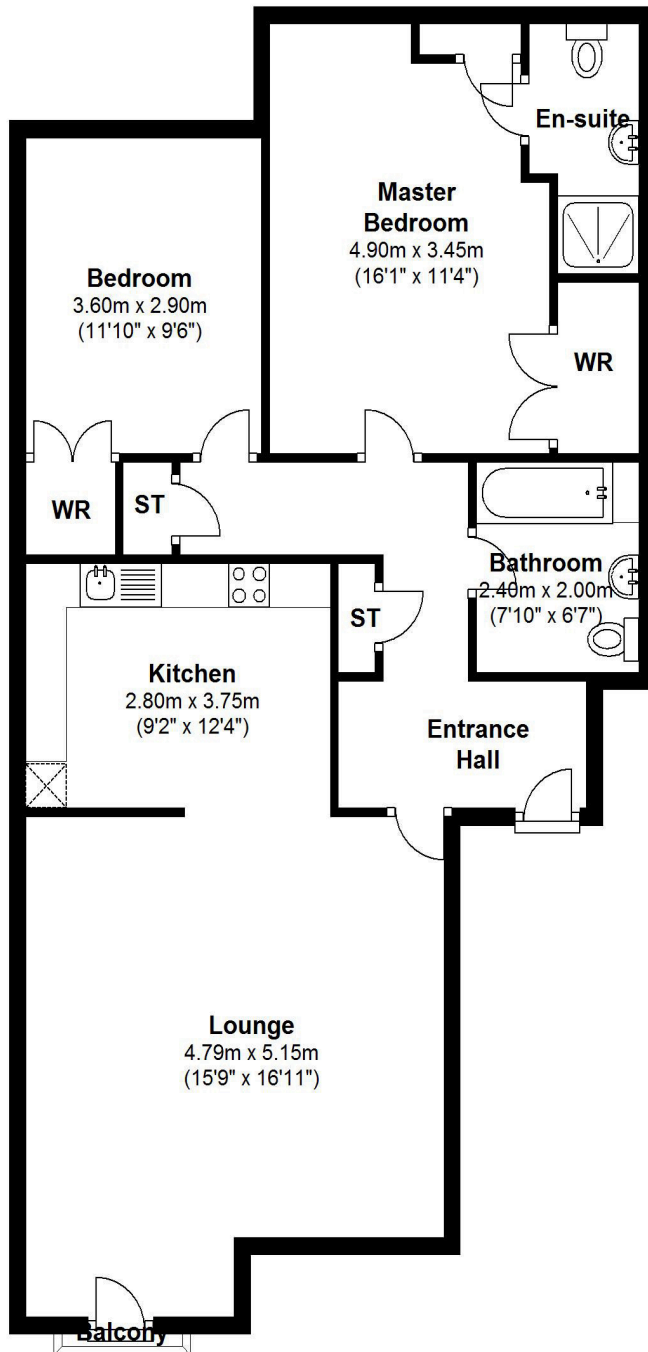 En-suite
Master
Bedroom
4.90m x 3.45m
(16'1" x 11'4")
Bedroom
3.60m x 2.90m
(11'10" x 9'6")
WR
WR
ST
Bathroom
2.40m x 2.00m
(7'10" x 6'7")
ST
Kitchen
2.80m x 3.75m
(9'2" x 12'4")
Entrance
Hall
Lounge
4.79m x 5.15m
(15'9" x 16'11")
Balcony